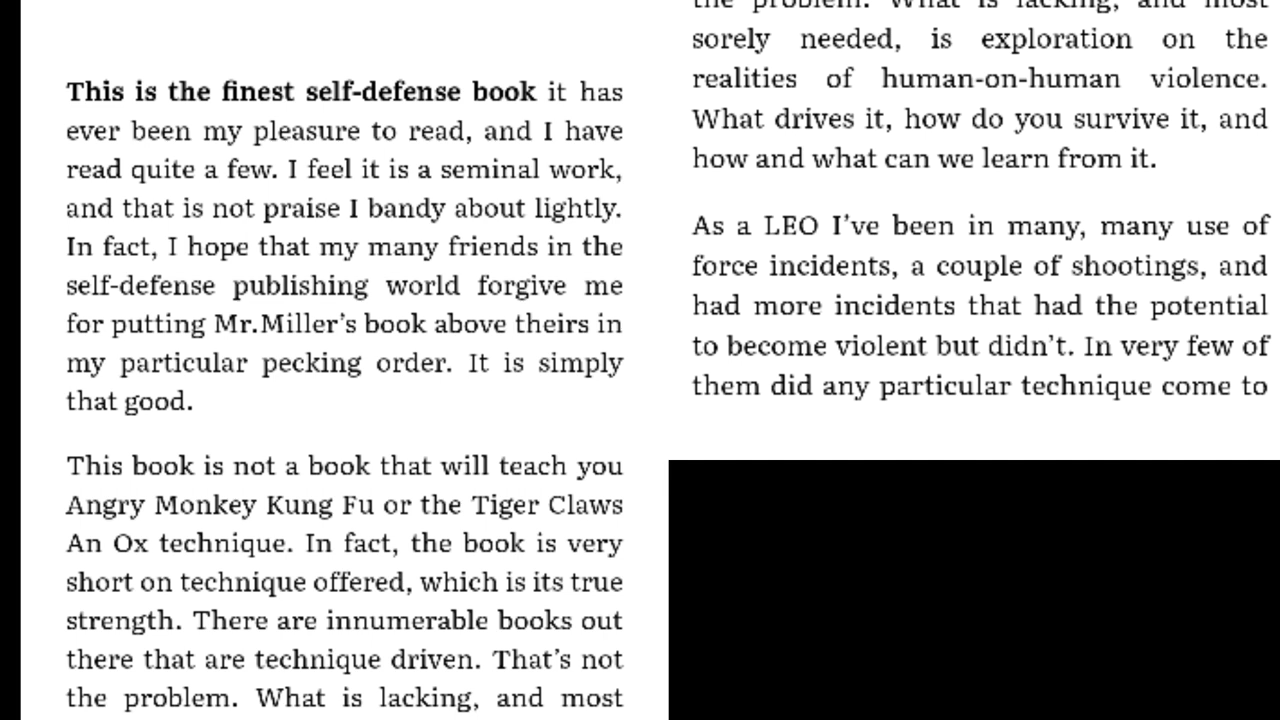 This is the finest self-defense book it has
ever been my pleasure to read, and I have
read quite a few. I feel it is a seminal work,
and that is not praise I bandy about lightly.
In fact, I hope that my many friends in the
self-defense publishing world forgive me
for putting Mr.Miller’s book above theirs in
my particular pecking order. It is simply
that good.
This book is not a book that will teach you
Angry Monkey Kung Fu or the Tiger Claws
An Ox technique. In fact, the book is very
short on technique offered, which is its true
strength. There are innumerable books out
there that are technique driven. That’s not
the problem. What is lacking, and most
the problem. What is lacking, and most
sorely needed, is exploration on the
realities of human-on-human violence.
What drives it, how do you survive it, and
how and what can we learn from it.
As a LEO I’ve been in many, many use of
force incidents, a couple of shootings, and
had more incidents that had the potential
to become violent but didn’t. In very few of
them did any particular technique come to